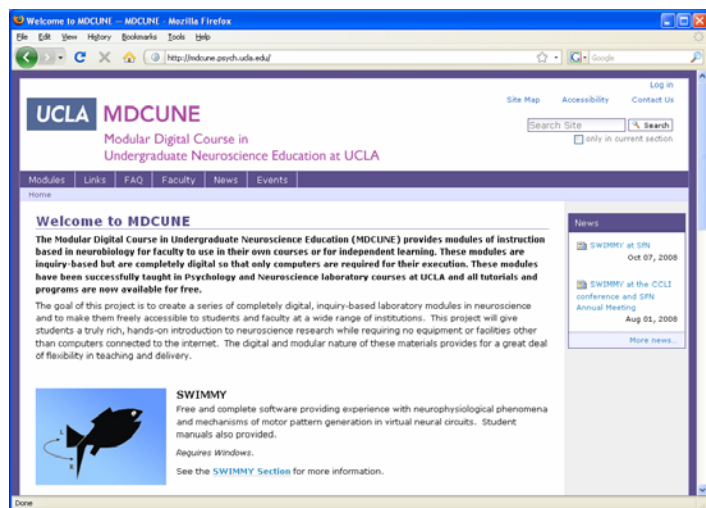 Welcome to MDCUNE — MDCUNE - Mozilla Firefox
File Edit View History Bookmarks Tools Help
http://mdcune.psych.ucla.edu/
G Google
Log in
Site Map Accessibility Contact Us
UCLA MDCUNE
Search Site Search
only in current section
Modular Digital Course in
Undergraduate Neuroscience Education at UCLA
Modules Links FAQ Faculty News Events
Home
Welcome to MDCUNE
The Modular Digital Course in Undergraduate Neuroscience Education (MDCUNE) provides modules of instruction
based in neurobiology for faculty to use in their own courses or for independent learning. These modules are
inquiry-based but are completely digital so that only computers are required for their execution. These modules
have been successfully taught in Psychology and Neuroscience laboratory courses at UCLA and all tutorials and
programs are now available for free.
The goal of this project is to create a series of completely digital, inquiry-based laboratory modules in neuroscience
and to make them freely accessible to students and faculty at a wide range of institutions. This project will give
students a truly rich, hands-on introduction to neuroscience research while requiring no equipment or facilities other
than computers connected to the internet. The digital and modular nature of these materials provides for a great deal
of flexibility in teaching and delivery.
L
R
SWIMMY
Free and complete software providing experience with neurophysiological phenomena
and mechanisms of motor pattern generation in virtual neural circuits. Student
manuals also provided.
Requires Windows.
See the SWIMMY Section for more information.
News
SWIMMY at SfN
Oct 07, 2008
SWIMMY at the CCLI
conference and SFN
Annual Meeting
Aug 01, 2008
More news...
Done